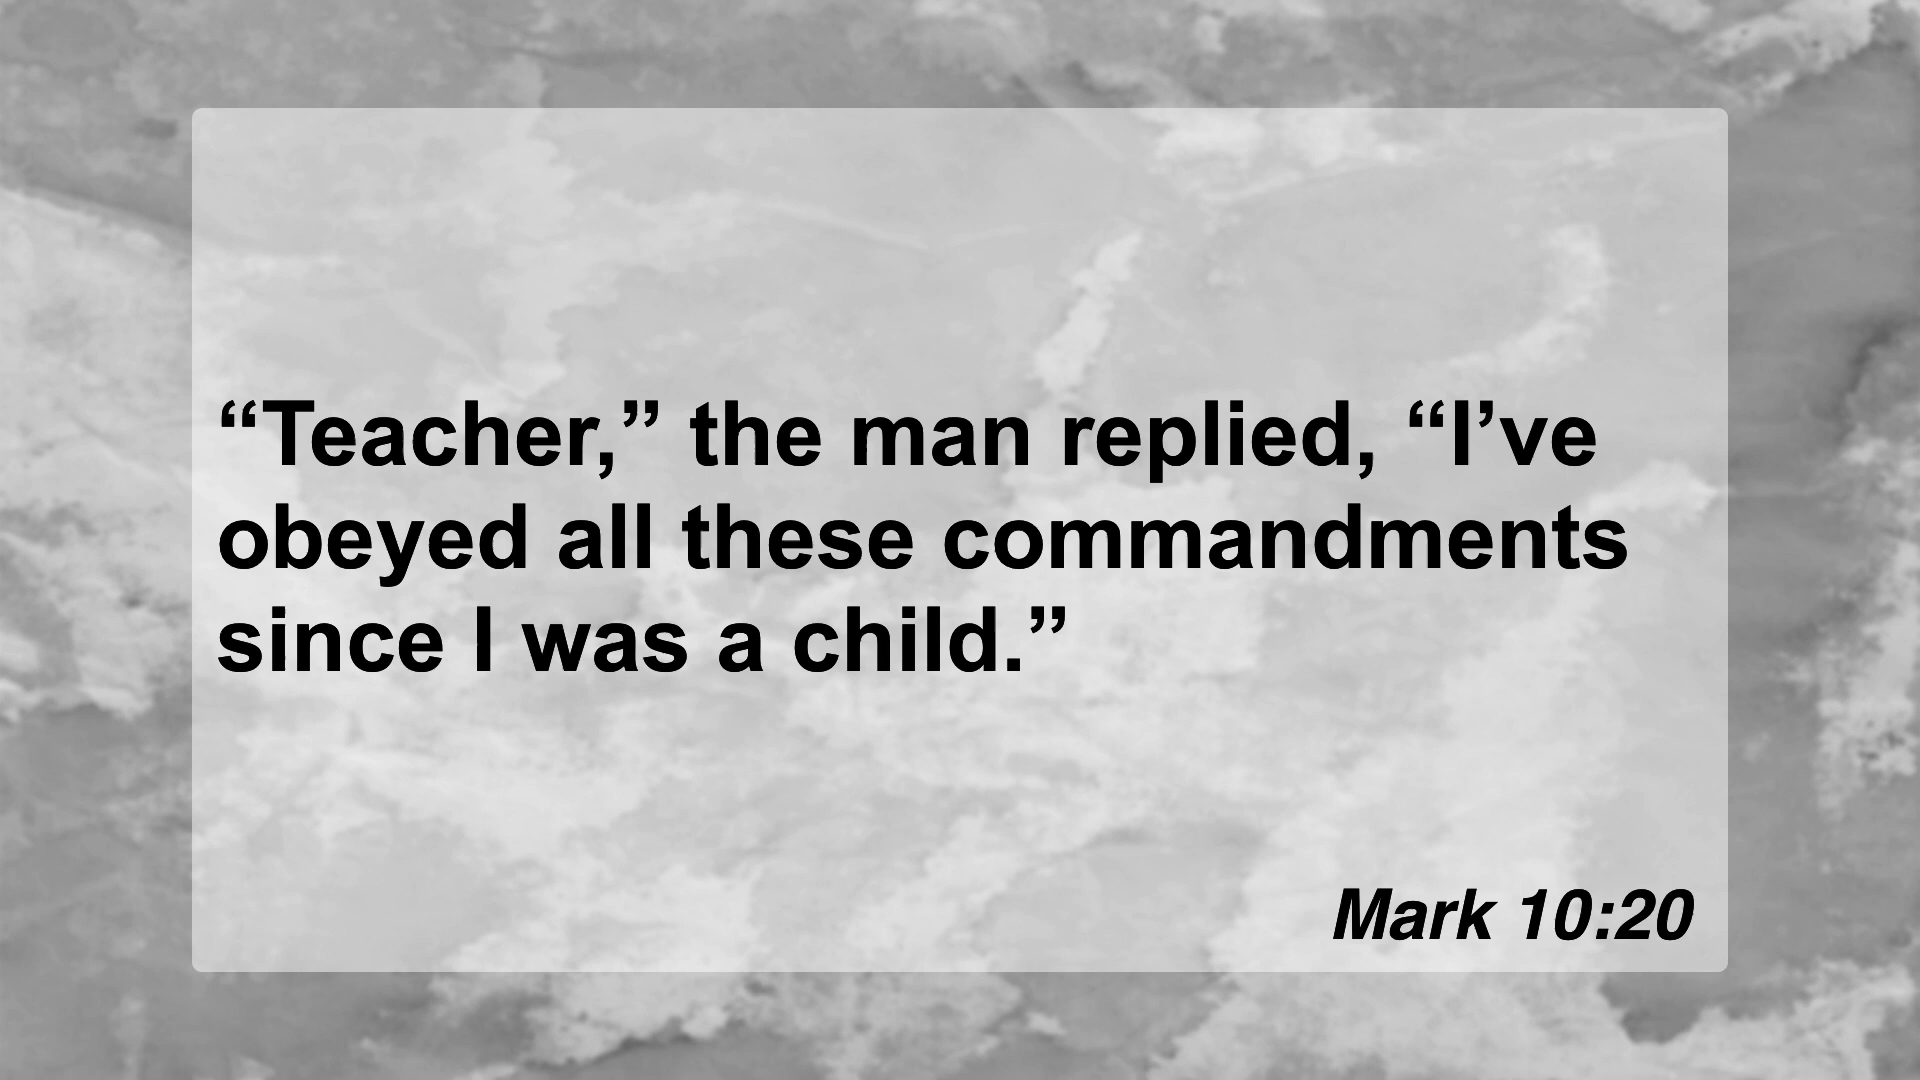 “Teacher,” the man replied, “I’ve
obeyed all these commandments
since I was a child.”
Mark 10:20